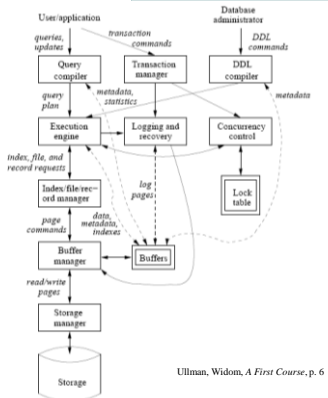 User/application
Database
administrator
queries,
updates
transaction
commands
DDL
commands
Query
compiler
Transaction
manager
DDL
compiler
query
plan
metadata,
statistics
metadata
Execution
engine
Logging and
recovery
Concurrency
control
index, file, and
record requests
Index/file/rec-
ord manager
log
pages
Lock
table
page
commands
data,
metadata,
indexes
Buffer
manager
Buffers
read/write
pages
Storage
manager
Storage
Ullman, Widom, A First Course, p. 6